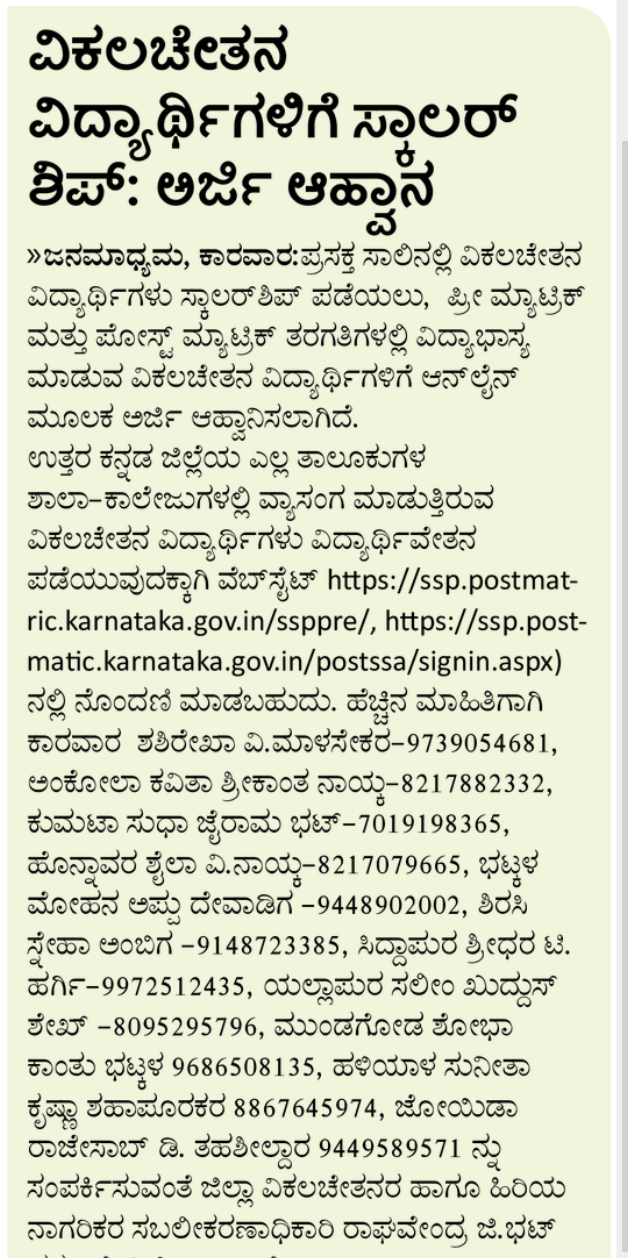 ವಿಕಲಚೇತನ
ವಿದ್ಯಾರ್ಥಿಗಳಿಗೆ ಸ್ಕಾಲರ್
ಶಿಪ್: ಅರ್ಜಿ ಆಹ್ವಾನ
»ಜನಮಾಧ್ಯಮ, ಕಾರವಾರ:ಪ್ರಸಕ್ತ ಸಾಲಿನಲ್ಲಿ ವಿಕಲಚೇತನ
ವಿದ್ಯಾರ್ಥಿಗಳು ಸ್ಕಾಲರ್‌ಶಿಪ್ ಪಡೆಯಲು, ಪ್ರೀ ಮ್ಯಾಟ್ರಿಕ್
ಮತ್ತು ಪೋಸ್ಟ್ ಮ್ಯಾಟ್ರಿಕ್ ತರಗತಿಗಳಲ್ಲಿ ವಿದ್ಯಾಭಾಸ್ಯ
ಮಾಡುವ ವಿಕಲಚೇತನ ವಿದ್ಯಾರ್ಥಿಗಳಿಗೆ ಆನ್‌ಲೈನ್
ಮೂಲಕ ಅರ್ಜಿ ಆಹ್ವಾನಿಸಲಾಗಿದೆ.
ಉತ್ತರ ಕನ್ನಡ ಜಿಲ್ಲೆಯ ಎಲ್ಲ ತಾಲೂಕುಗಳ
ಶಾಲಾ-ಕಾಲೇಜುಗಳಲ್ಲಿ ವ್ಯಾಸಂಗ ಮಾಡುತ್ತಿರುವ
ವಿಕಲಚೇತನ ವಿದ್ಯಾರ್ಥಿಗಳು ವಿದ್ಯಾರ್ಥಿವೇತನ
ಪಡೆಯುವುದಕ್ಕಾಗಿ ವೆಬ್‌ಸೈಟ್ https://ssp.postmat-
ric.karnataka.gov.in/ssppre/, https://ssp.post-
matic.karnataka.gov.in/postssa/signin.aspx)
ನಲ್ಲಿ ನೊಂದಣಿ ಮಾಡಬಹುದು. ಹೆಚ್ಚಿನ ಮಾಹಿತಿಗಾಗಿ
ಕಾರವಾರ ಶಶಿರೇಖಾ ವಿ.ಮಾಳಸೇಕರ-9739054681,
ಅಂಕೋಲಾ ಕವಿತಾ ಶ್ರೀಕಾಂತ ನಾಯ್ಕ-8217882332,
ಕುಮಟಾ ಸುಧಾ ಜೈರಾಮ ಭಟ್-7019198365,
ಹೊನ್ನಾವರ ಶೈಲಾ ವಿ.ನಾಯ್ಕ-8217079665, ಭಟ್ಕಳ
ಮೋಹನ ಅಪ್ಪು ದೇವಾಡಿಗ -9448902002, ಶಿರಸಿ
ಸ್ನೇಹಾ ಅಂಬಿಗ -9148723385, ಸಿದ್ದಾಪುರ ಶ್ರೀಧರ ಟಿ.
ಹರ್ಗಿ-9972512435, ಯಲ್ಲಾಪುರ ಸಲೀಂ ಖುದ್ದುಸ್
ಶೇಖ್ -8095295796, ಮುಂಡಗೋಡ ಶೋಭಾ
ಕಾಂತು ಭಟ್ಕಳ 9686508135, ಹಳಿಯಾಳ ಸುನೀತಾ
ಕೃಷ್ಣಾ ಶಹಾಪೂರಕರ 8867645974, ಜೋಯಿಡಾ
ರಾಜೇಸಾಬ್ ಡಿ. ತಹಶೀಲ್ದಾರ 9449589571 ನ್ನು
ಸಂಪರ್ಕಿಸುವಂತೆ ಜಿಲ್ಲಾ ವಿಕಲಚೇತನರ ಹಾಗೂ ಹಿರಿಯ
ನಾಗರಿಕರ ಸಬಲೀಕರಣಾಧಿಕಾರಿ ರಾಘವೇಂದ್ರ ಜಿ.ಭಟ್